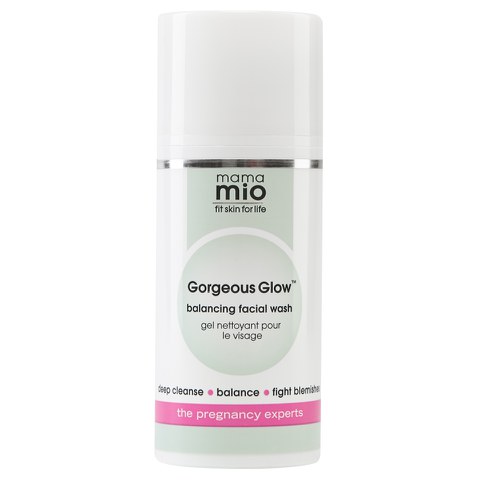 mama
mio
fit skin for life
Gorgeous Glow™
balancing facial wash
gel nettoyant pour
le visage
deep cleanse • balance • fight blemishes
the pregnancy experts